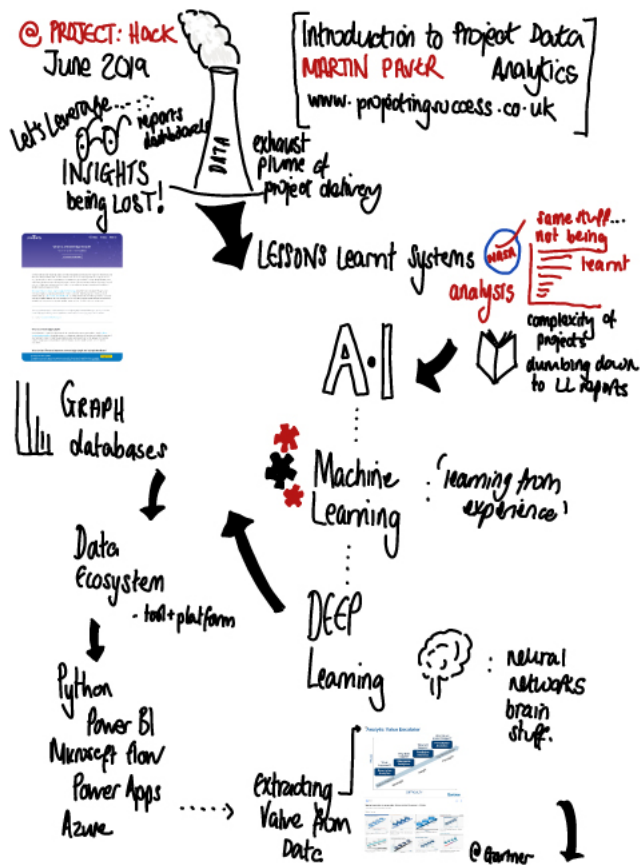 @ PROJECT: HACK
June 2019
[Introduction to Project Data
MARTIN PAVER Analytics
www.projectingsuccess.co.uk]
Let's leverage......
reports
dashboards
INSIGHTS
being LOST!
DATA
exhaust
plume of
project delivery
LESSONS learnt systems
NASA
same stuff...
not being
learnt
analysis
complexity of
projects
dumbing down
to LL reports
A.I
GRAPH
databases
Machine
Learning
: 'learning from
experience'
Data
Ecosystem
- tool+platform
DEEP
Learning
: neural
networks
brain
stuff.
Python
Power BI
Microsoft flow
Power Apps
Azure
extracting
Value from
Data
@Gartner